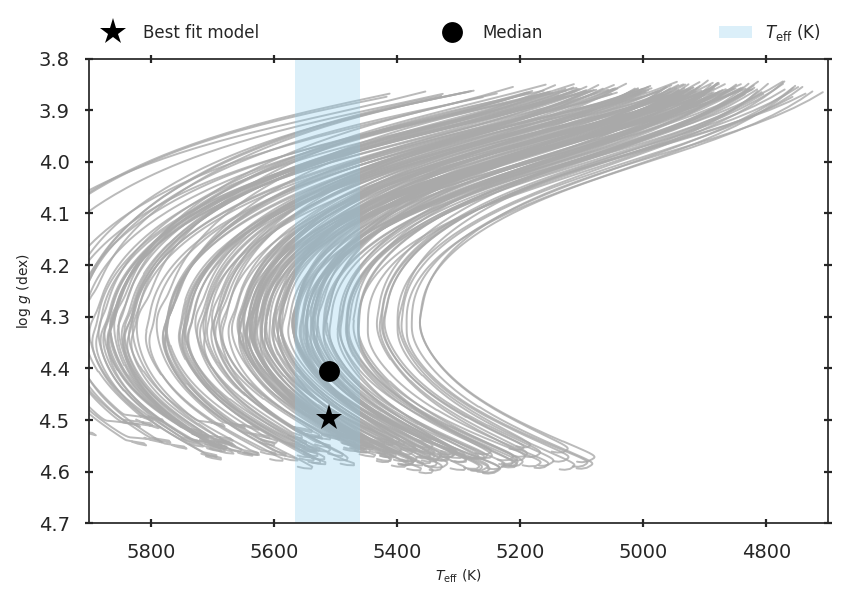 Best fit model
Median
T_eff (K)
3.8
3.9
4.0
4.1
4.2
4.3
4.4
4.5
4.6
4.7
log g (dex)
5800 5600 5400 5200 5000 4800
T_eff (K)